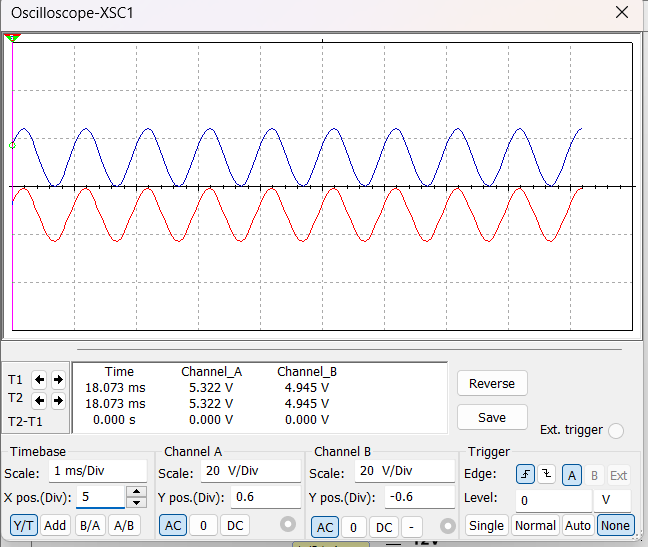 Oscilloscope-XSC1
T1
T2
T2-T1
Time Channel_A Channel_B
18.073 ms 5.322 V 4.945 V
18.073 ms 5.322 V 4.945 V
0.000 s 0.000 V 0.000 V
Reverse
Save
Ext. trigger
Timebase
Scale: 1 ms/Div
X pos.(Div): 5
Y/T Add B/A A/B
Channel A
Scale: 20 V/Div
Y pos.(Div): 0.6
AC 0 DC
Channel B
Scale: 20 V/Div
Y pos.(Div): -0.6
AC 0 DC -
Trigger
Edge: A B Ext
Level: 0 V
Single Normal Auto None